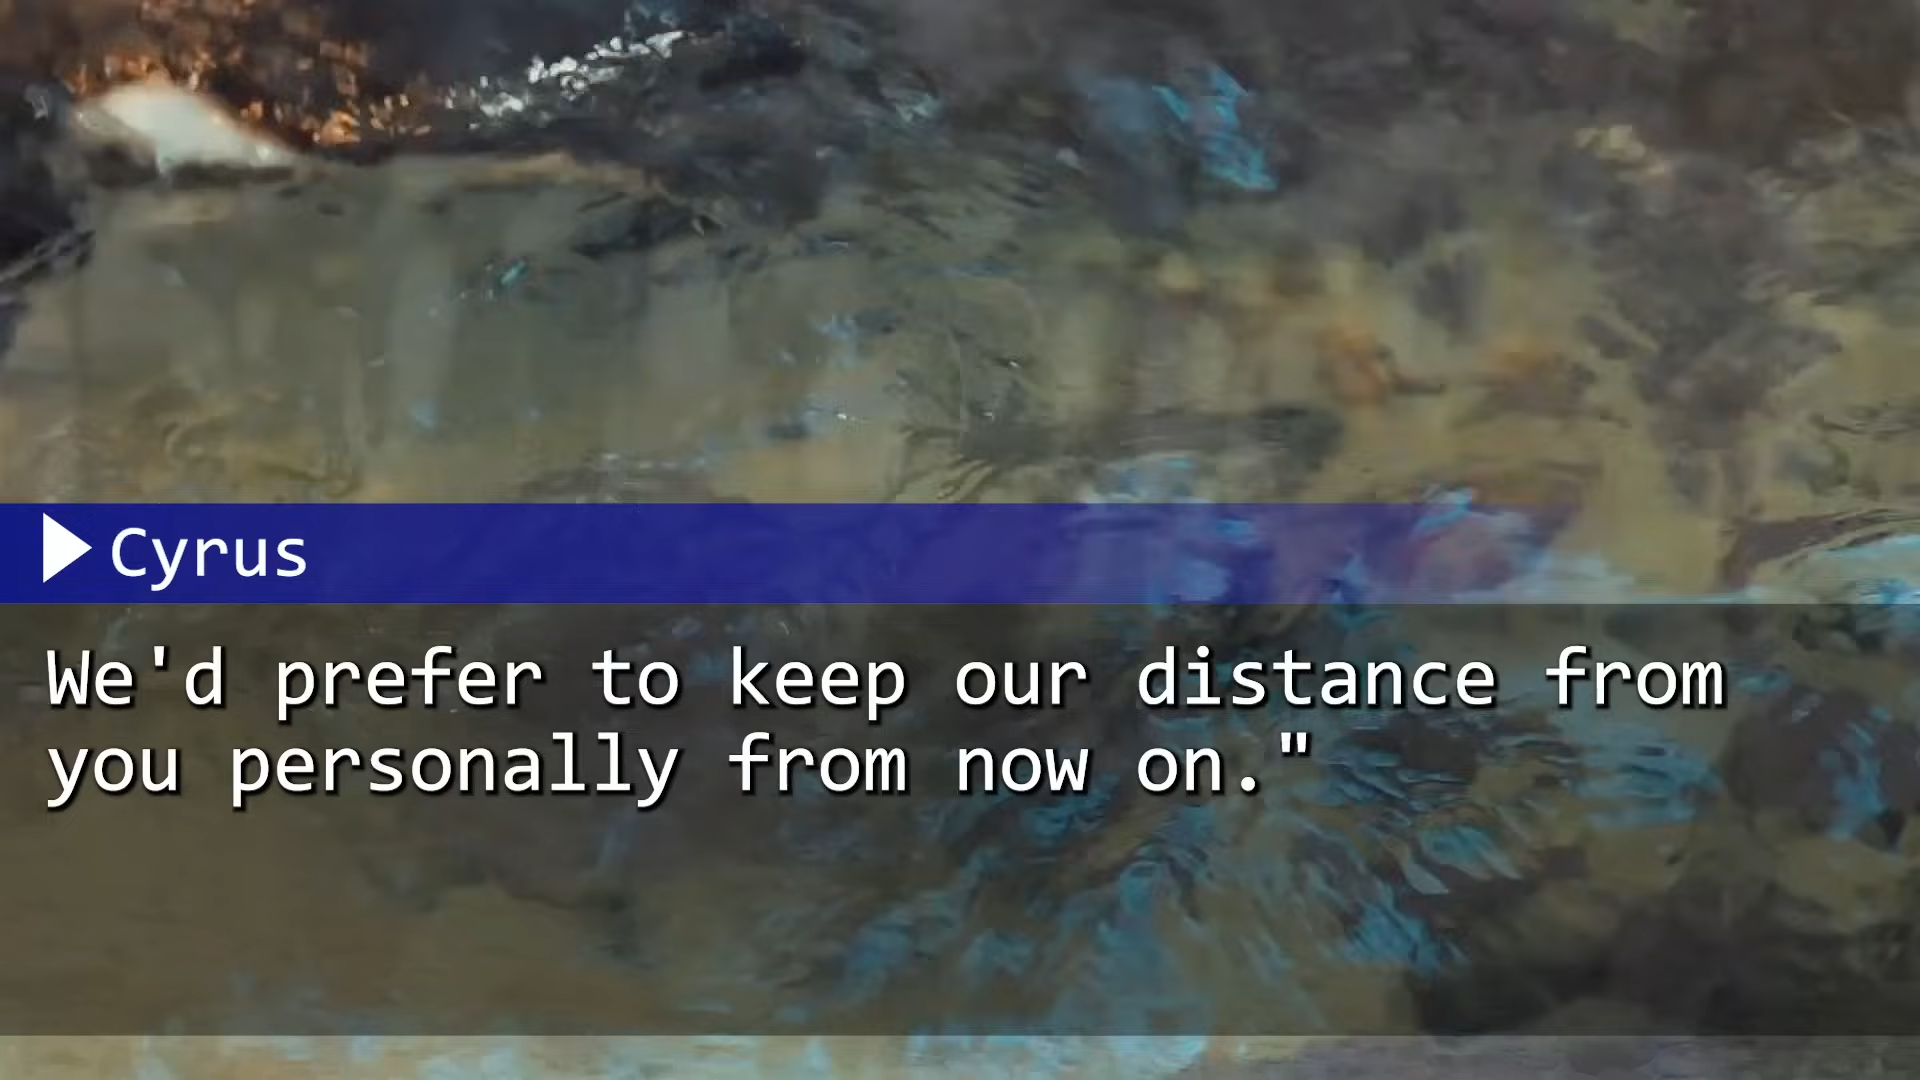 Cyrus
We'd prefer to keep our distance from
you personally from now on."